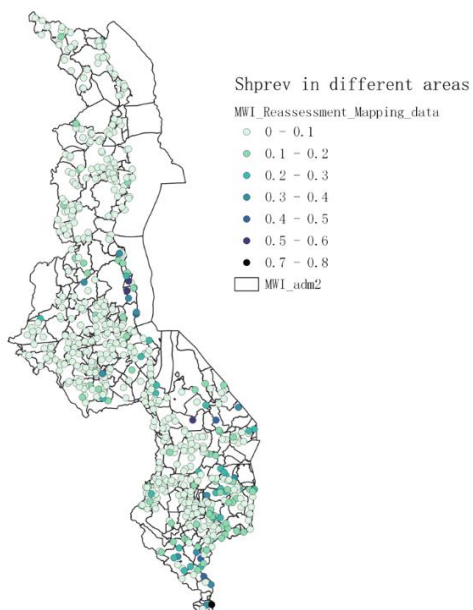 Shprev in different areas
MWI_Reassessment_Mapping_data
0 - 0.1
0.1 - 0.2
0.2 - 0.3
0.3 - 0.4
0.4 - 0.5
0.5 - 0.6
0.7 - 0.8
MWI_adm2